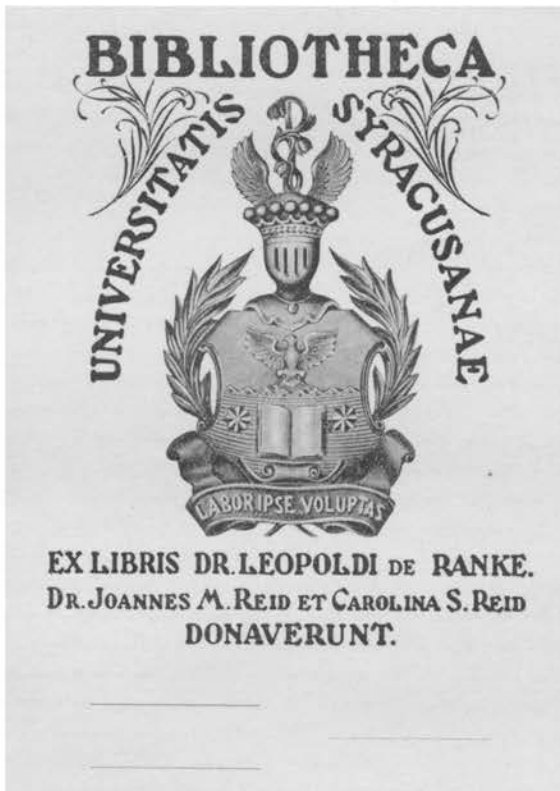 BIBLIOTHECA
UNIVERSITATIS
SYRACUSANAE
LABOR IPSE VOLUPTAS
EX LIBRIS DR. LEOPOLDI DE RANKE.
DR. JOANNES M. REID ET CAROLINA S. REID
DONAVERUNT.